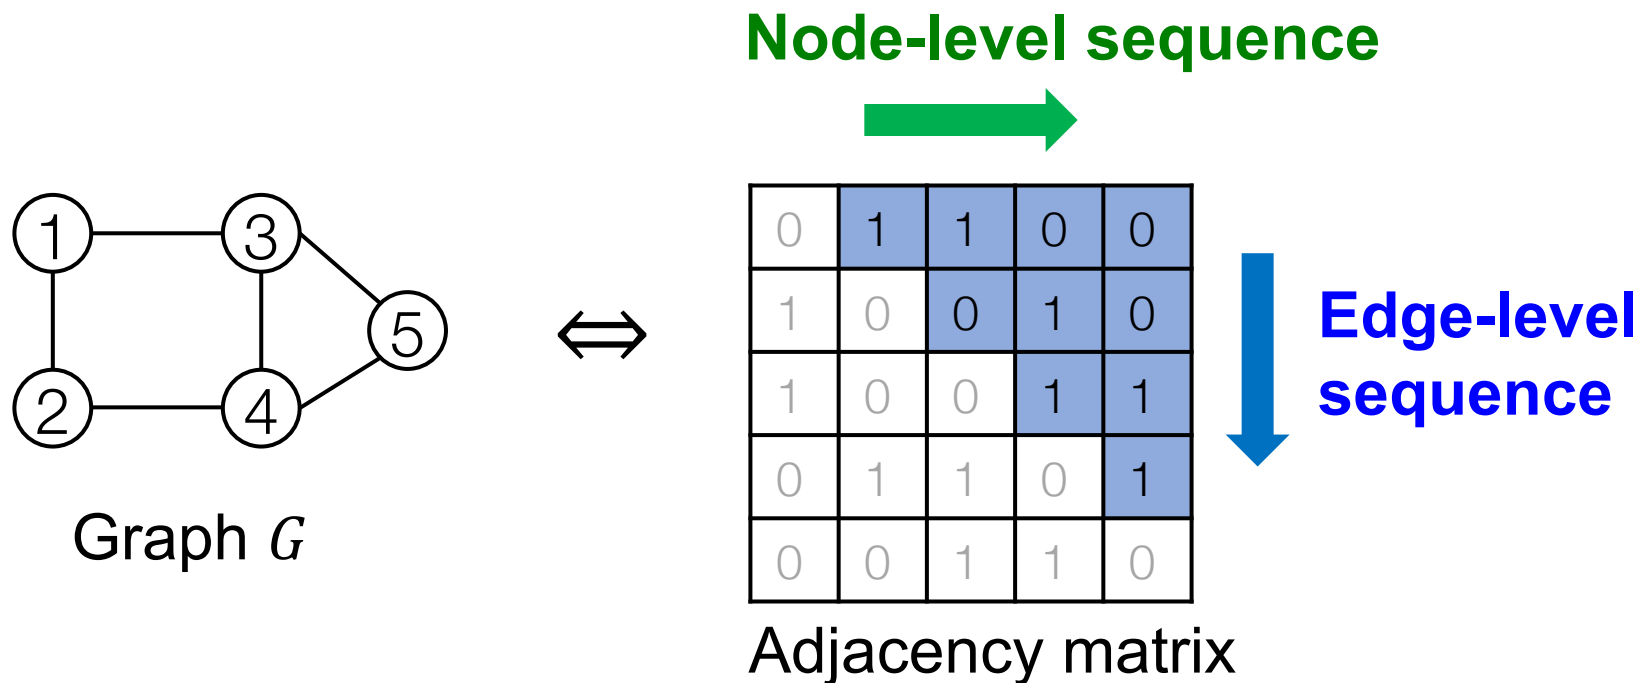 Node-level sequence
1 3
5
2 4
Graph G
⇔
0 1 1 0 0
1 0 0 1 0
1 0 0 1 1
0 1 1 0 1
0 0 1 1 0
Edge-level
sequence
Adjacency matrix